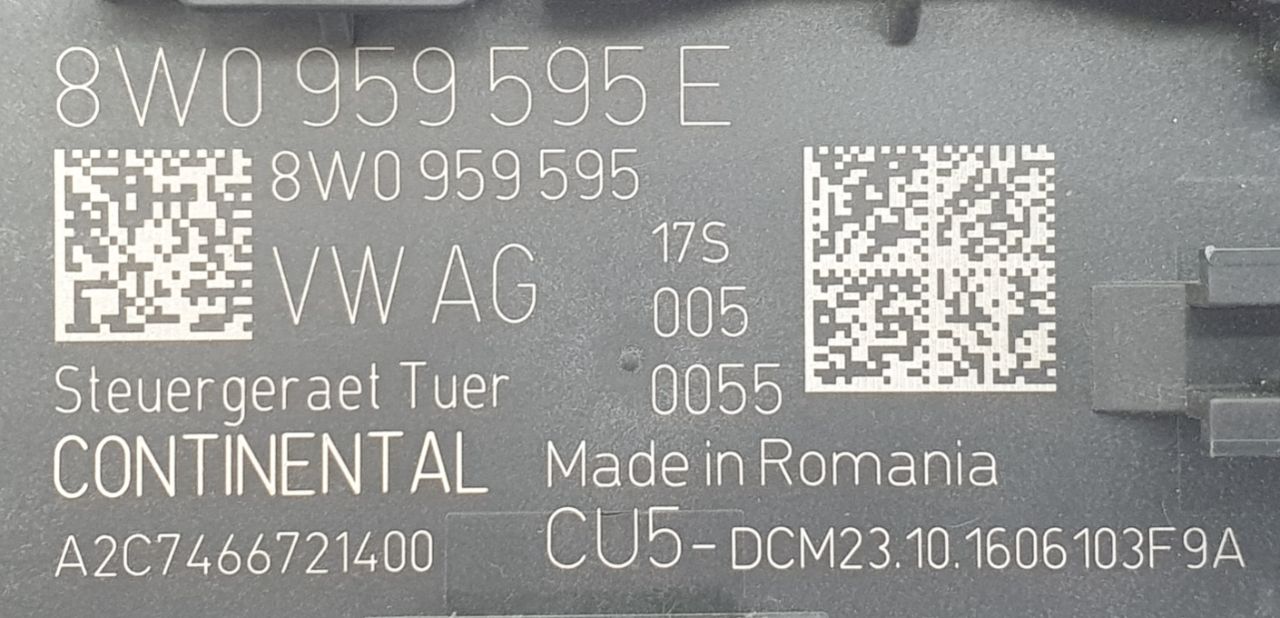 8W0 959 595 E
8W0 959 595
VW AG
17S
005
0055
Steuergeraet Tuer
CONTINENTAL
Made in Romania
A2C7466721400
CU5-DCM23.10.1606103F9A